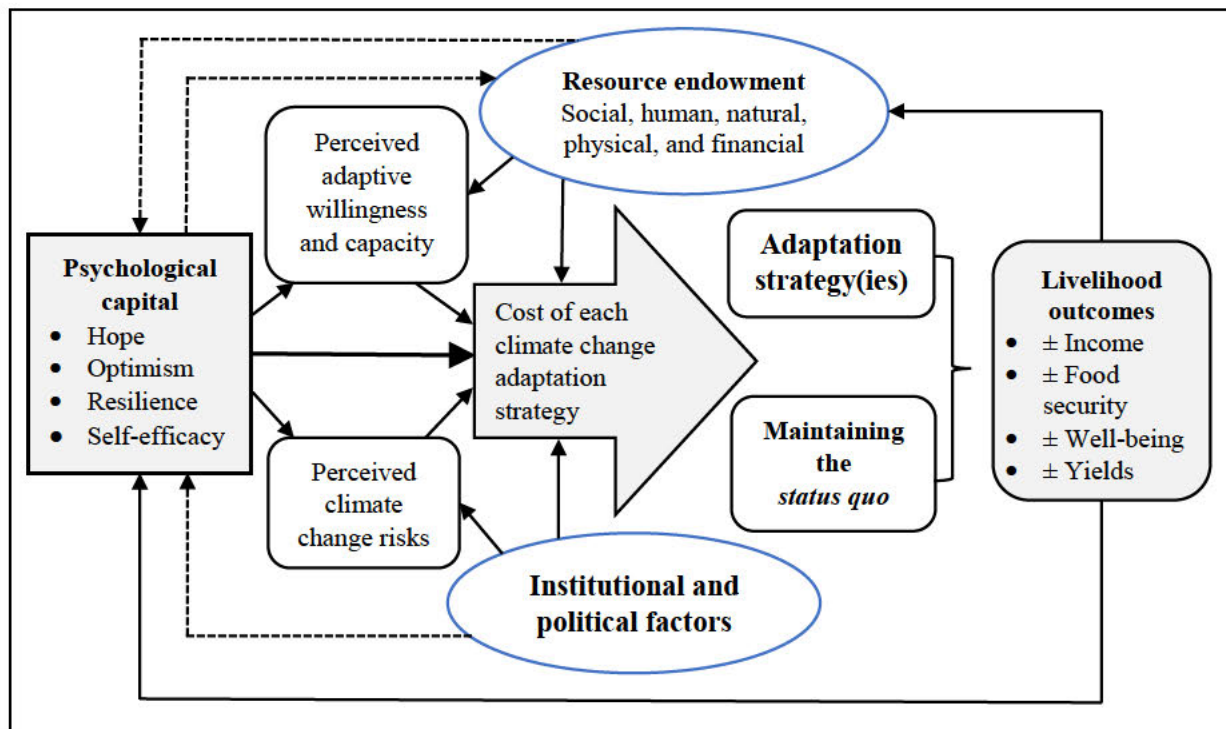 Resource endowment
Social, human, natural,
physical, and financial
Perceived
adaptive
willingness
and capacity
Psychological
capital
• Hope
• Optimism
• Resilience
• Self-efficacy
Cost of each
climate change
adaptation
strategy
Perceived
climate
change risks
Institutional and
political factors
Adaptation
strategy(ies)
Maintaining
the
status quo
Livelihood
outcomes
• ± Income
• ± Food
security
• ± Well-being
• ± Yields